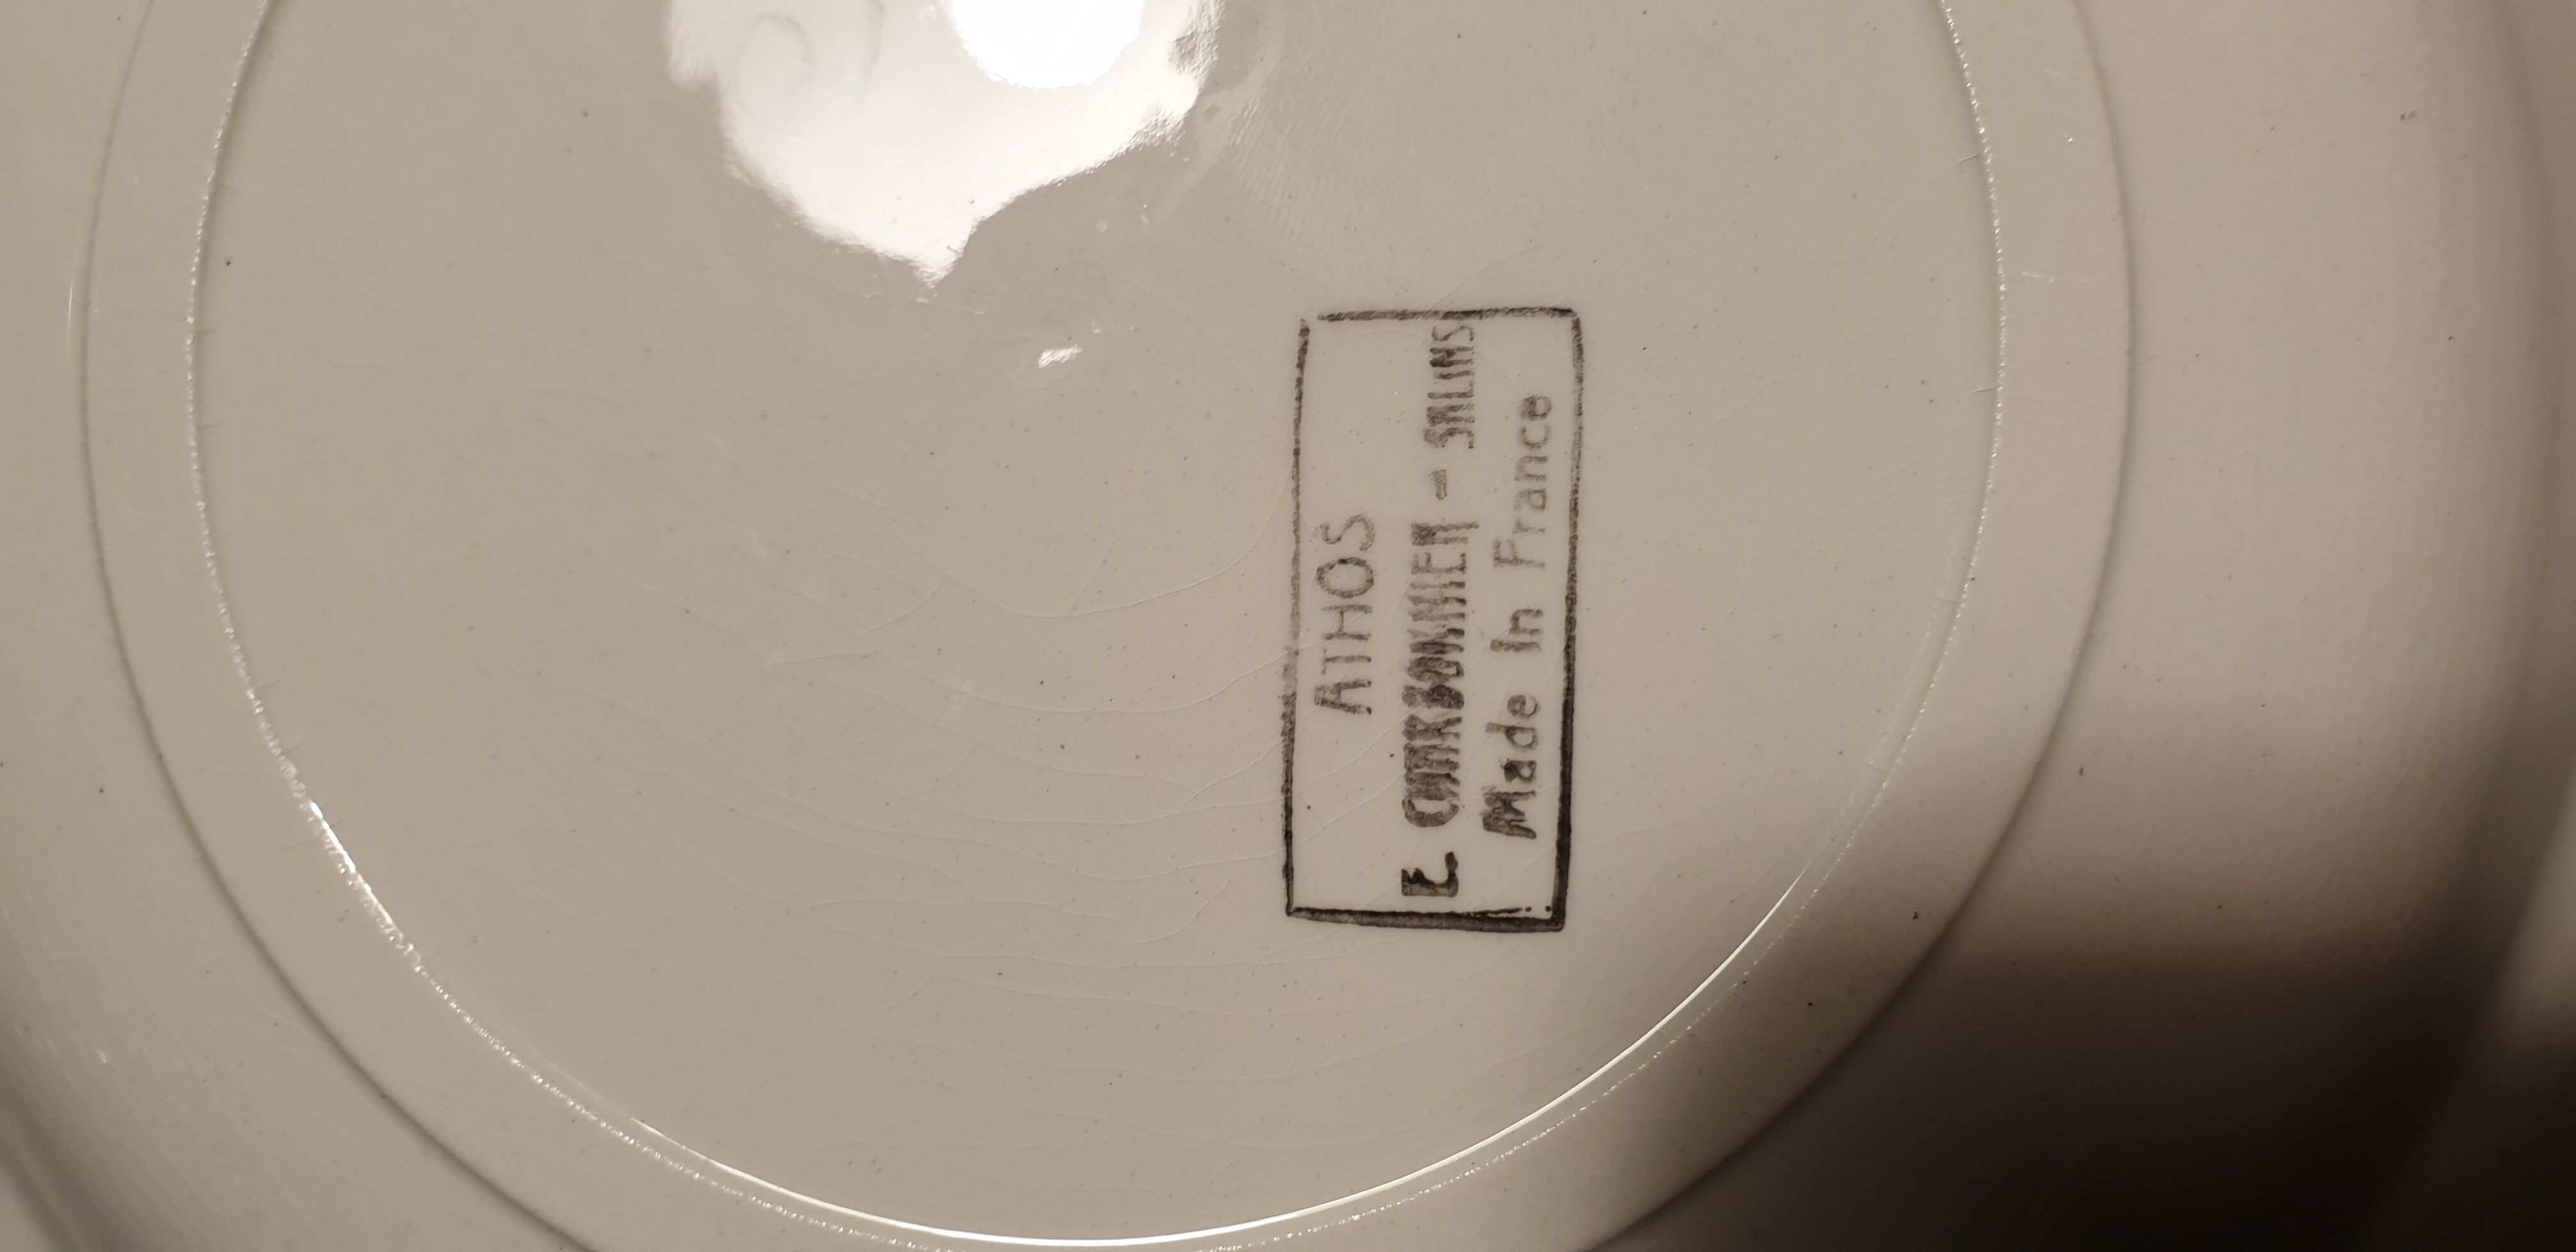 ATHOS
E. CHARBONNIER - SALINS
Made In France